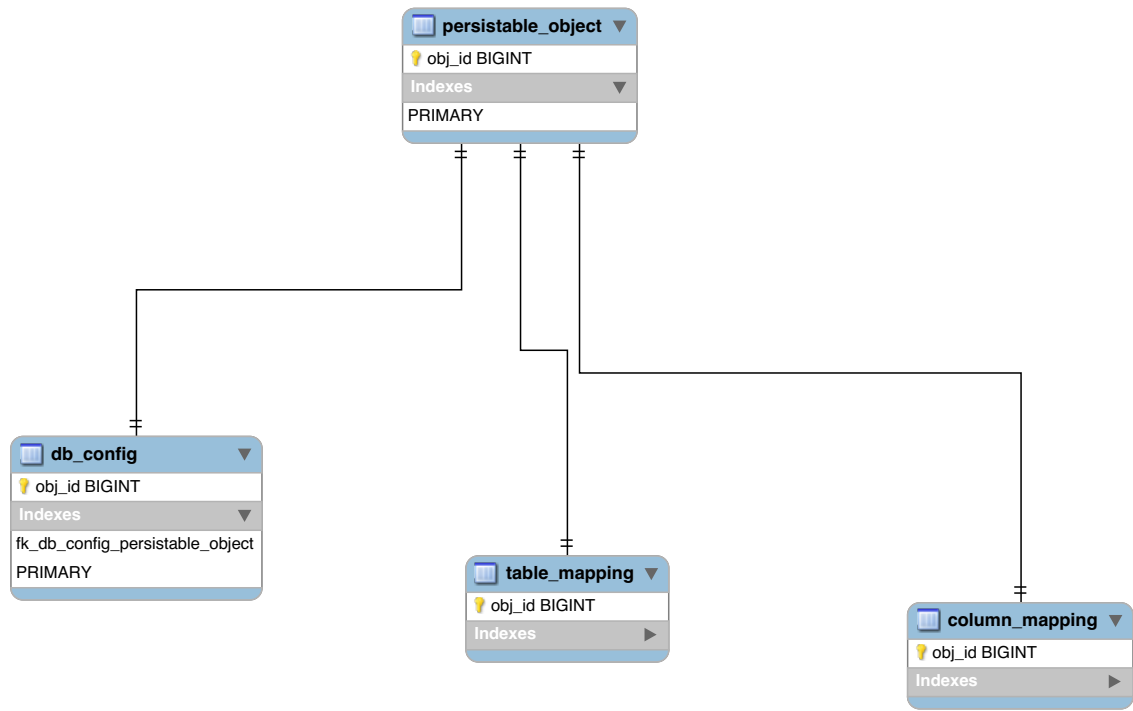 persistable_object
obj_id BIGINT
Indexes
PRIMARY
db_config
obj_id BIGINT
Indexes
fk_db_config_persistable_object
PRIMARY
table_mapping
obj_id BIGINT
Indexes
column_mapping
obj_id BIGINT
Indexes